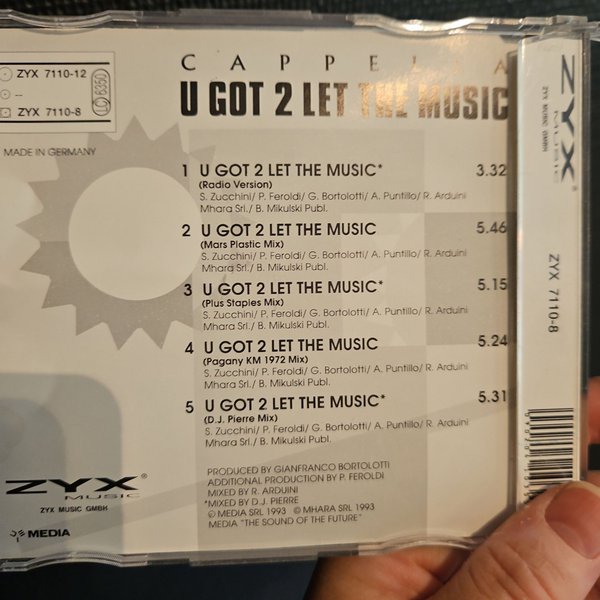 ZYX 7110-12
–
ZYX 7110-8
LC 6350
MADE IN GERMANY
CAPPELLA
U GOT 2 LET THE MUSIC
1 U GOT 2 LET THE MUSIC* 3.32
(Radio Version)
S. Zucchini/ P. Feroldi/ G. Bortolotti/ A. Puntillo/ R. Arduini
Mhara Srl./ B. Mikulski Publ.
2 U GOT 2 LET THE MUSIC 5.46
(Mars Plastic Mix)
S. Zucchini/ P. Feroldi/ G. Bortolotti/ A. Puntillo/ R. Arduini
Mhara Srl./ B. Mikulski Publ.
3 U GOT 2 LET THE MUSIC* 5.15
(Plus Staples Mix)
S. Zucchini/ P. Feroldi/ G. Bortolotti/ A. Puntillo/ R. Arduini
Mhara Srl./ B. Mikulski Publ.
4 U GOT 2 LET THE MUSIC 5.24
(Pagany KM 1972 Mix)
S. Zucchini/ P. Feroldi/ G. Bortolotti/ A. Puntillo/ R. Arduini
Mhara Srl./ B. Mikulski Publ.
5 U GOT 2 LET THE MUSIC* 5.31
(D.J. Pierre Mix)
S. Zucchini/ P. Feroldi/ G. Bortolotti/ A. Puntillo/ R. Arduini
Mhara Srl./ B. Mikulski Publ.
PRODUCED BY GIANFRANCO BORTOLOTTI
ADDITIONAL PRODUCTION BY P. FEROLDI
MIXED BY R. ARDUINI
*MIXED BY D.J. PIERRE
℗ MEDIA SRL 1993 © MHARA SRL 1993
MEDIA "THE SOUND OF THE FUTURE"
ZYX®
MUSIC
ZYX MUSIC GMBH
MEDIA
ZYX®
MUSIC
ZYX MUSIC GMBH
ZYX 7110-8